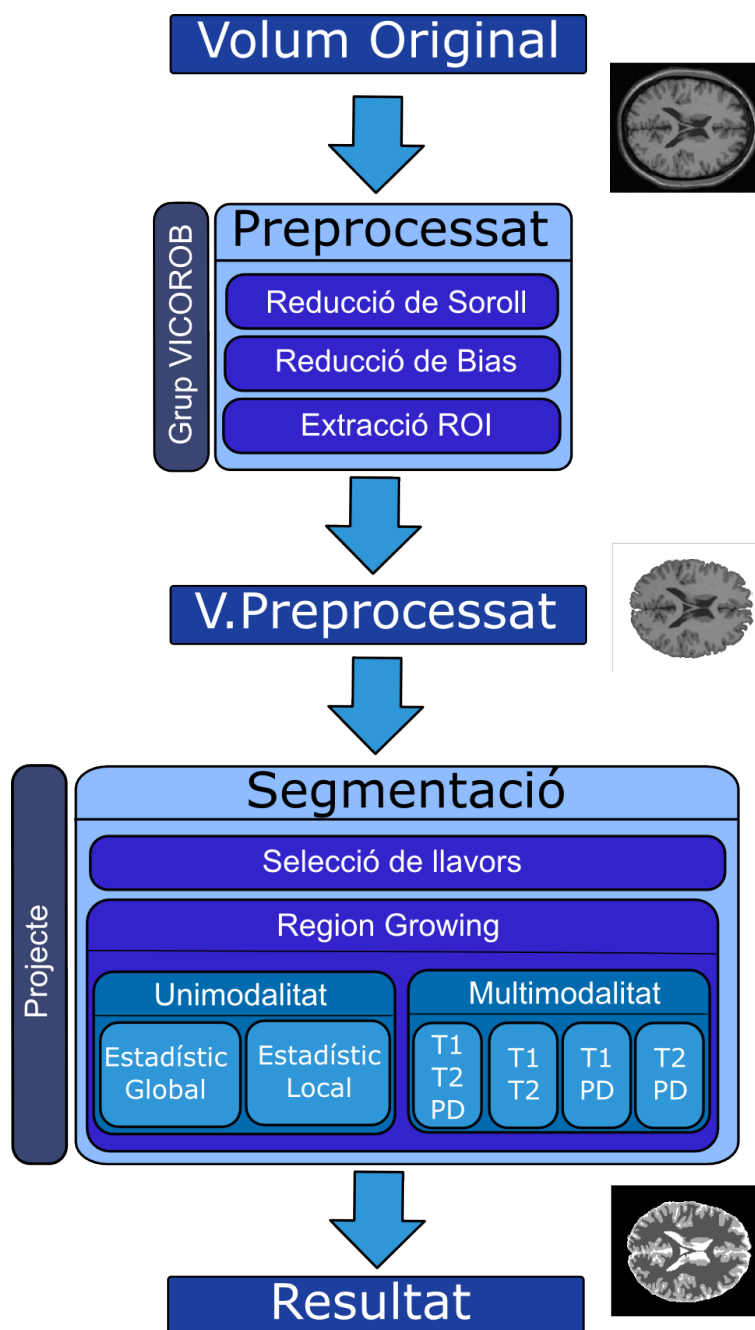 Volum Original
Grup VICOROB
Preprocessat
Reducció de Soroll
Reducció de Bias
Extracció ROI
V.Preprocessat
Projecte
Segmentació
Selecció de llavors
Region Growing
Unimodalitat
Estadístic
Global
Estadístic
Local
Multimodalitat
T1
T2
PD
T1
T2
T1
PD
T2
PD
Resultat